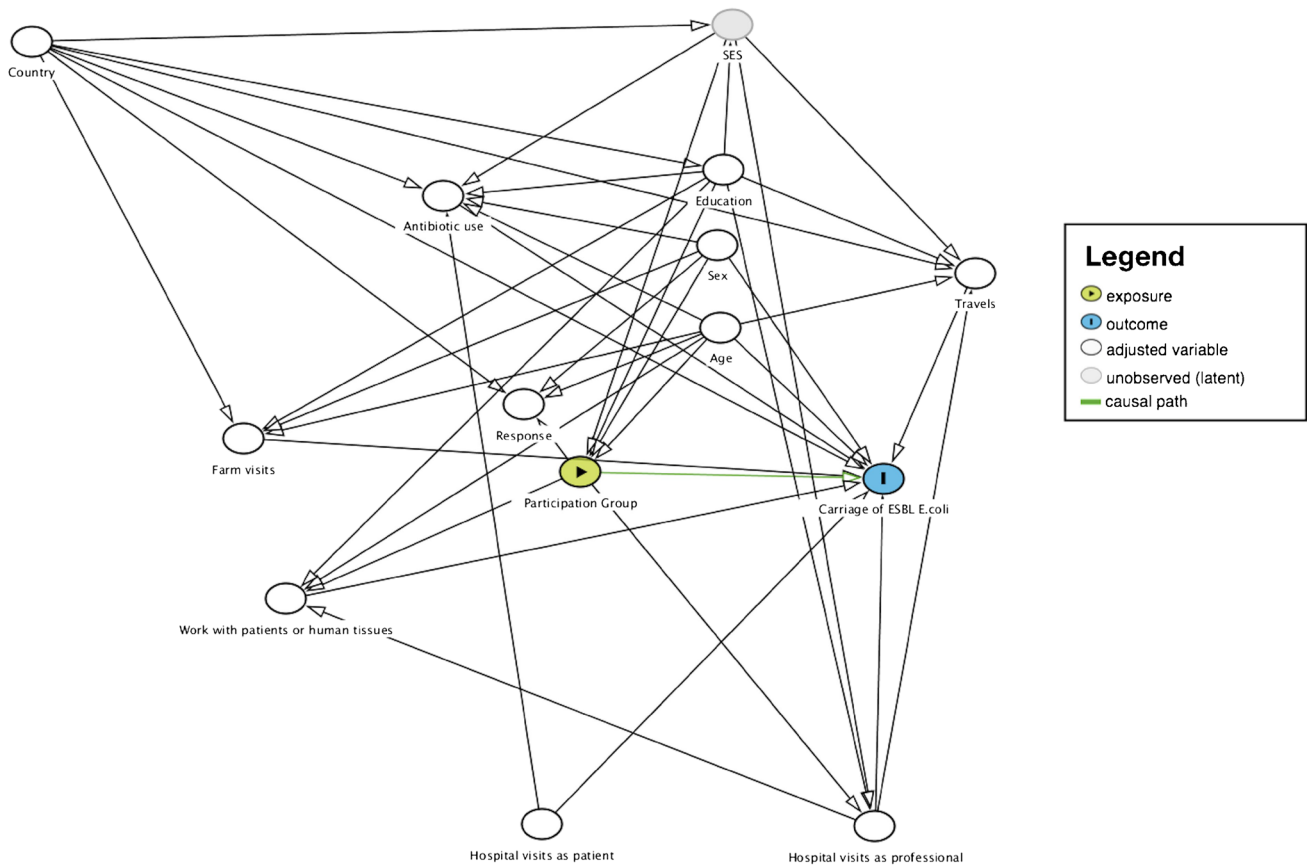 Country
SES
Education
Antibiotic use
Sex
Travels
Age
Response
Farm visits
Participation Group
Carriage of ESBL E.coli
Work with patients or human tissues
Hospital visits as patient
Hospital visits as professional
Legend
exposure
outcome
adjusted variable
unobserved (latent)
causal path